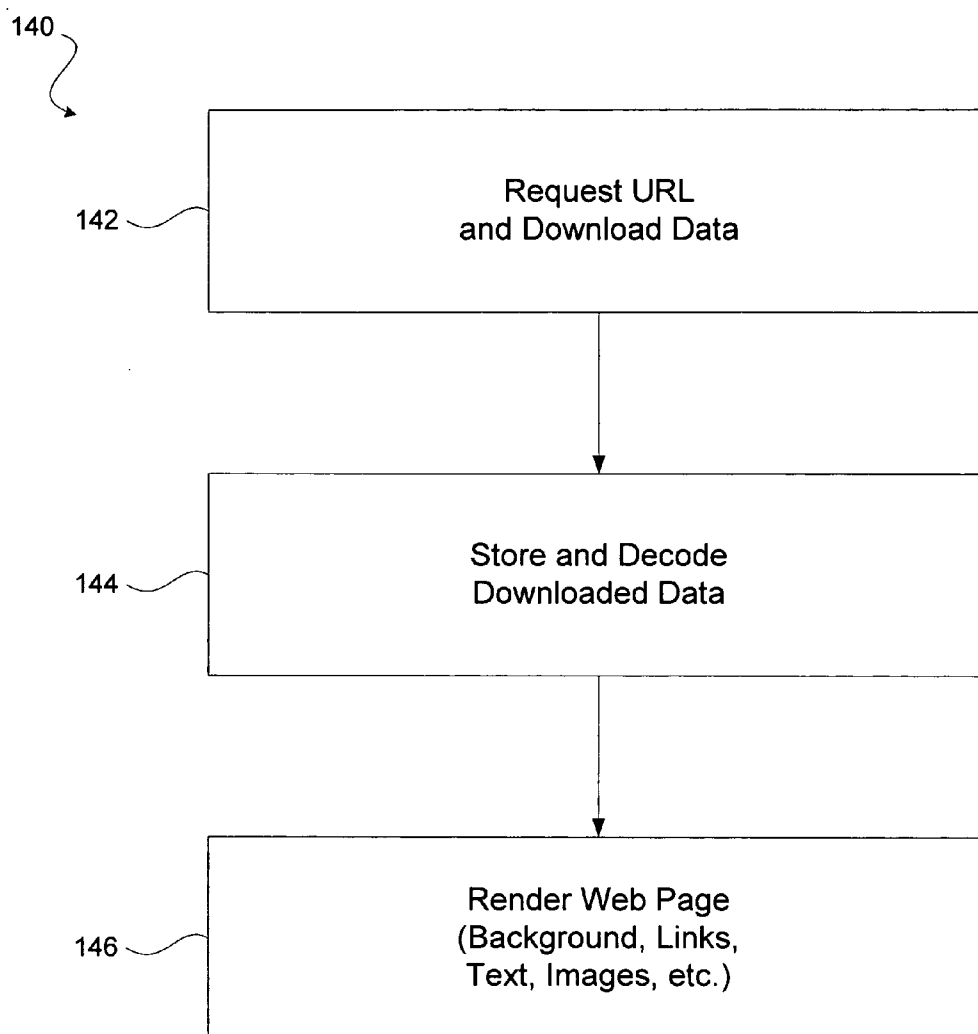 140
142
Request URL
and Download Data
144
Store and Decode
Downloaded Data
146
Render Web Page
(Background, Links,
Text, Images, etc.)